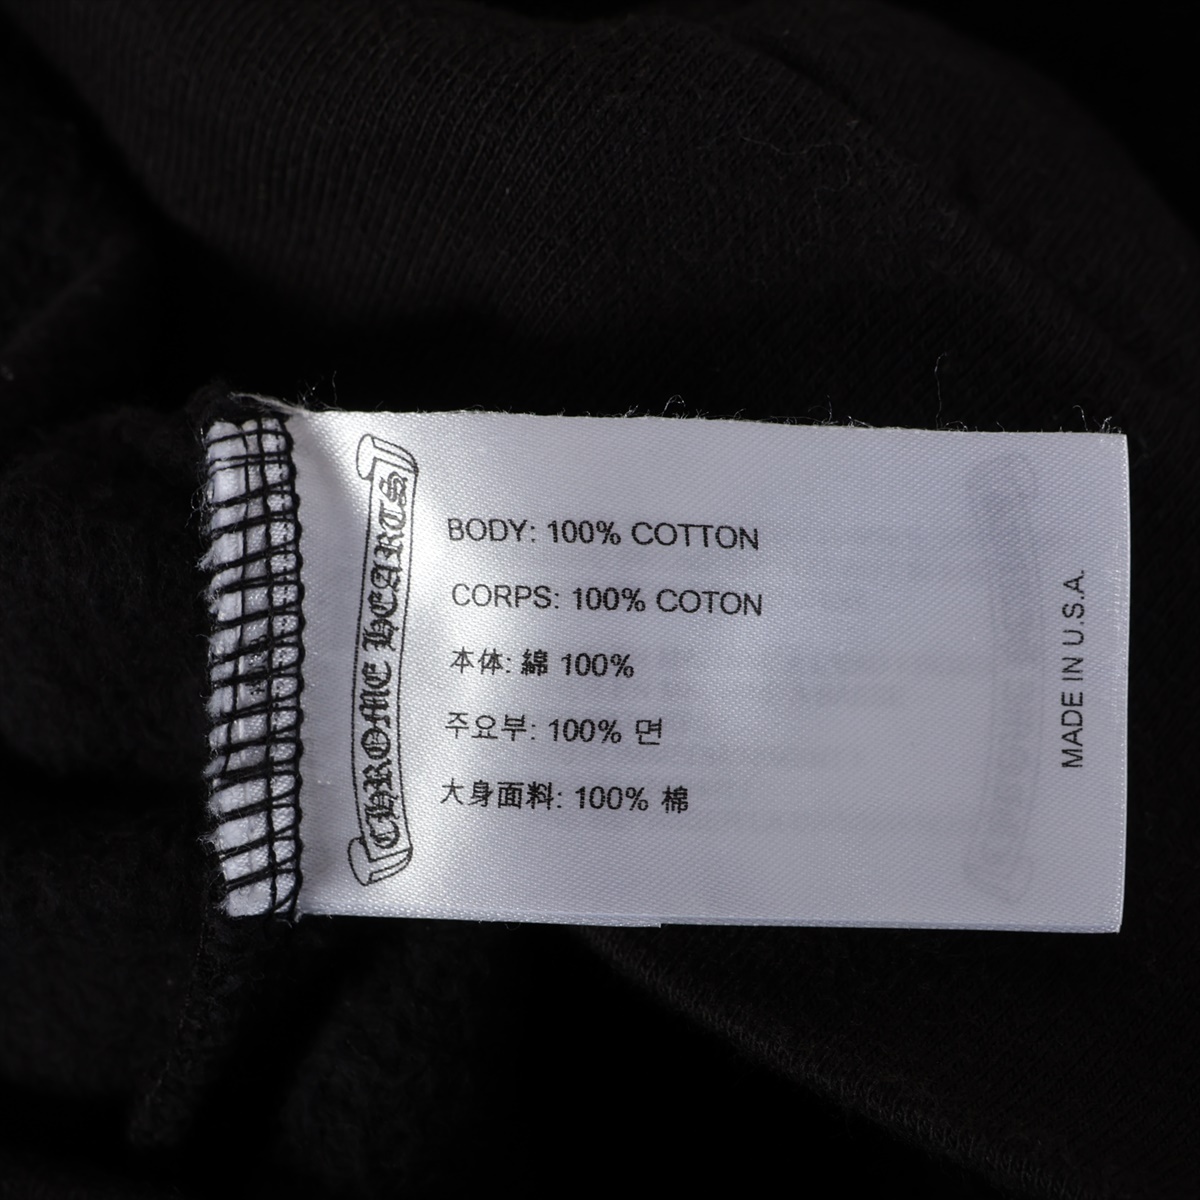 CHROME HEARTS
BODY: 100% COTTON
CORPS: 100% COTON
本体: 綿 100%
주요부: 100% 면
大身面料: 100% 棉
MADE IN U.S.A.